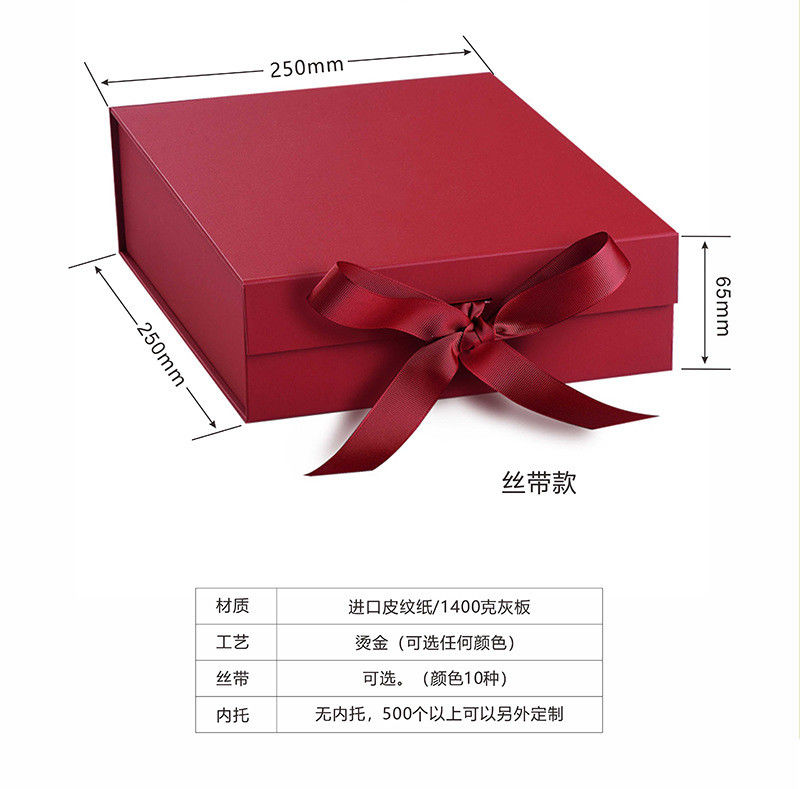 250mm
250mm
65mm
丝带款
材质 进口皮纹纸/1400克灰板
工艺 烫金（可选任何颜色）
丝带 可选。（颜色10种）
内托 无内托，500个以上可以另外定制